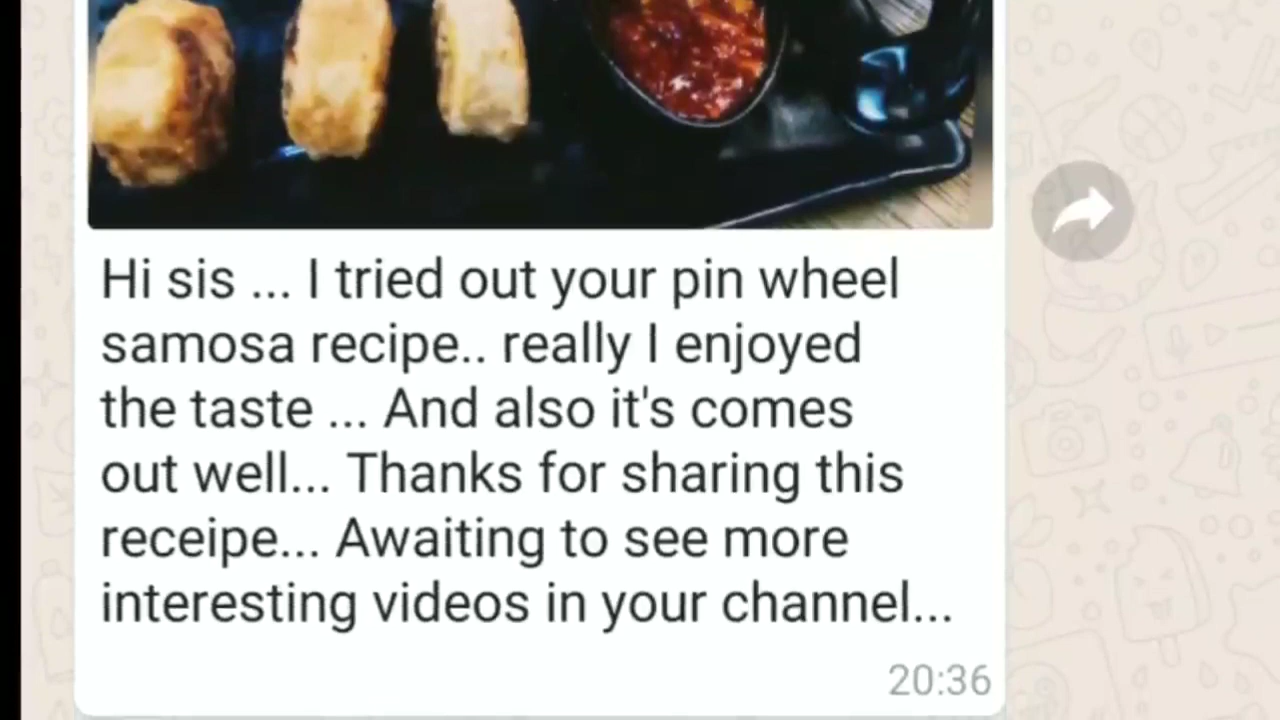 Hi sis ... I tried out your pin wheel
samosa recipe.. really I enjoyed
the taste ... And also it's comes
out well... Thanks for sharing this
receipe... Awaiting to see more
interesting videos in your channel...
20:36